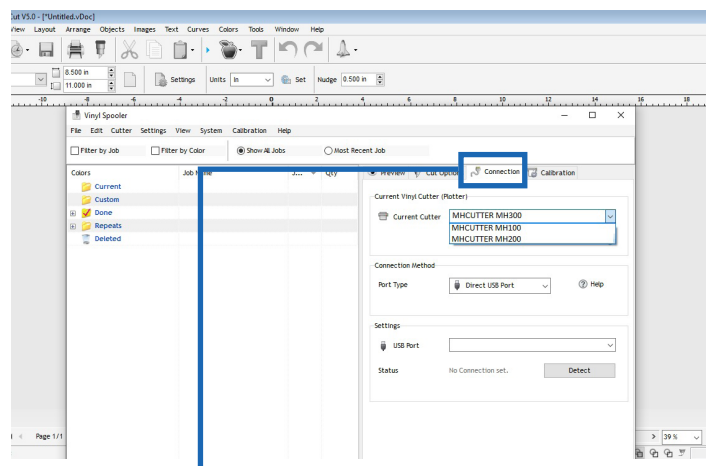 Cut V5.0 - [*Untitled.vDoc]
View Layout Arrange Objects Images Text Curves Colors Tools Window Help
8.500 in
11.000 in
Settings Units in Set Nudge 0.500 in
-10 -8 -6 -4 -2 0 2 4 6 8 10 12 14 16 18
Vinyl Spooler
File Edit Cutter Settings View System Calibration Help
Filter by Job Filter by Color Show All Jobs Most Recent Job
Colors Job Name J... Qty Preview Cut Options Connection Calibration
Current
Custom
Done
Repeats
Deleted
Current Vinyl Cutter (Plotter)
Current Cutter MHCUTTER MH300
MHCUTTER MH100
MHCUTTER MH200
Connection Method
Port Type Direct USB Port Help
Settings
USB Port
Status No Connection set. Detect
Page 1/1 39 %